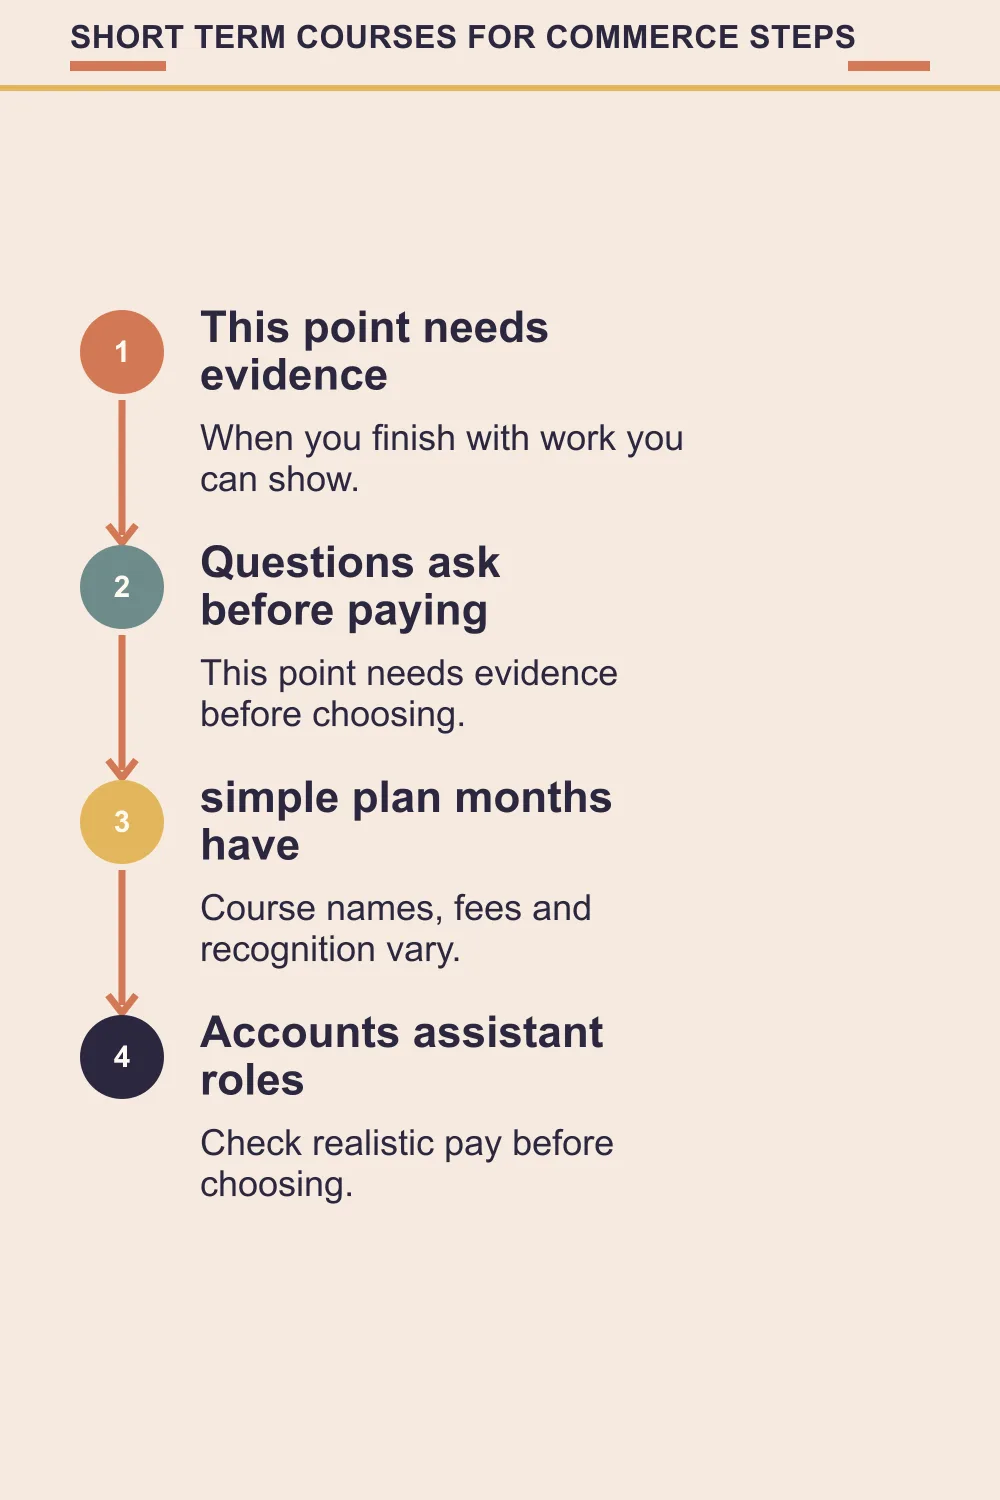 SHORT TERM COURSES FOR COMMERCE STEPS
1
This point needs
evidence
When you finish with work you
can show.
2
Questions ask
before paying
This point needs evidence
before choosing.
3
simple plan months
have
Course names, fees and
recognition vary.
4
Accounts assistant
roles
Check realistic pay before
choosing.